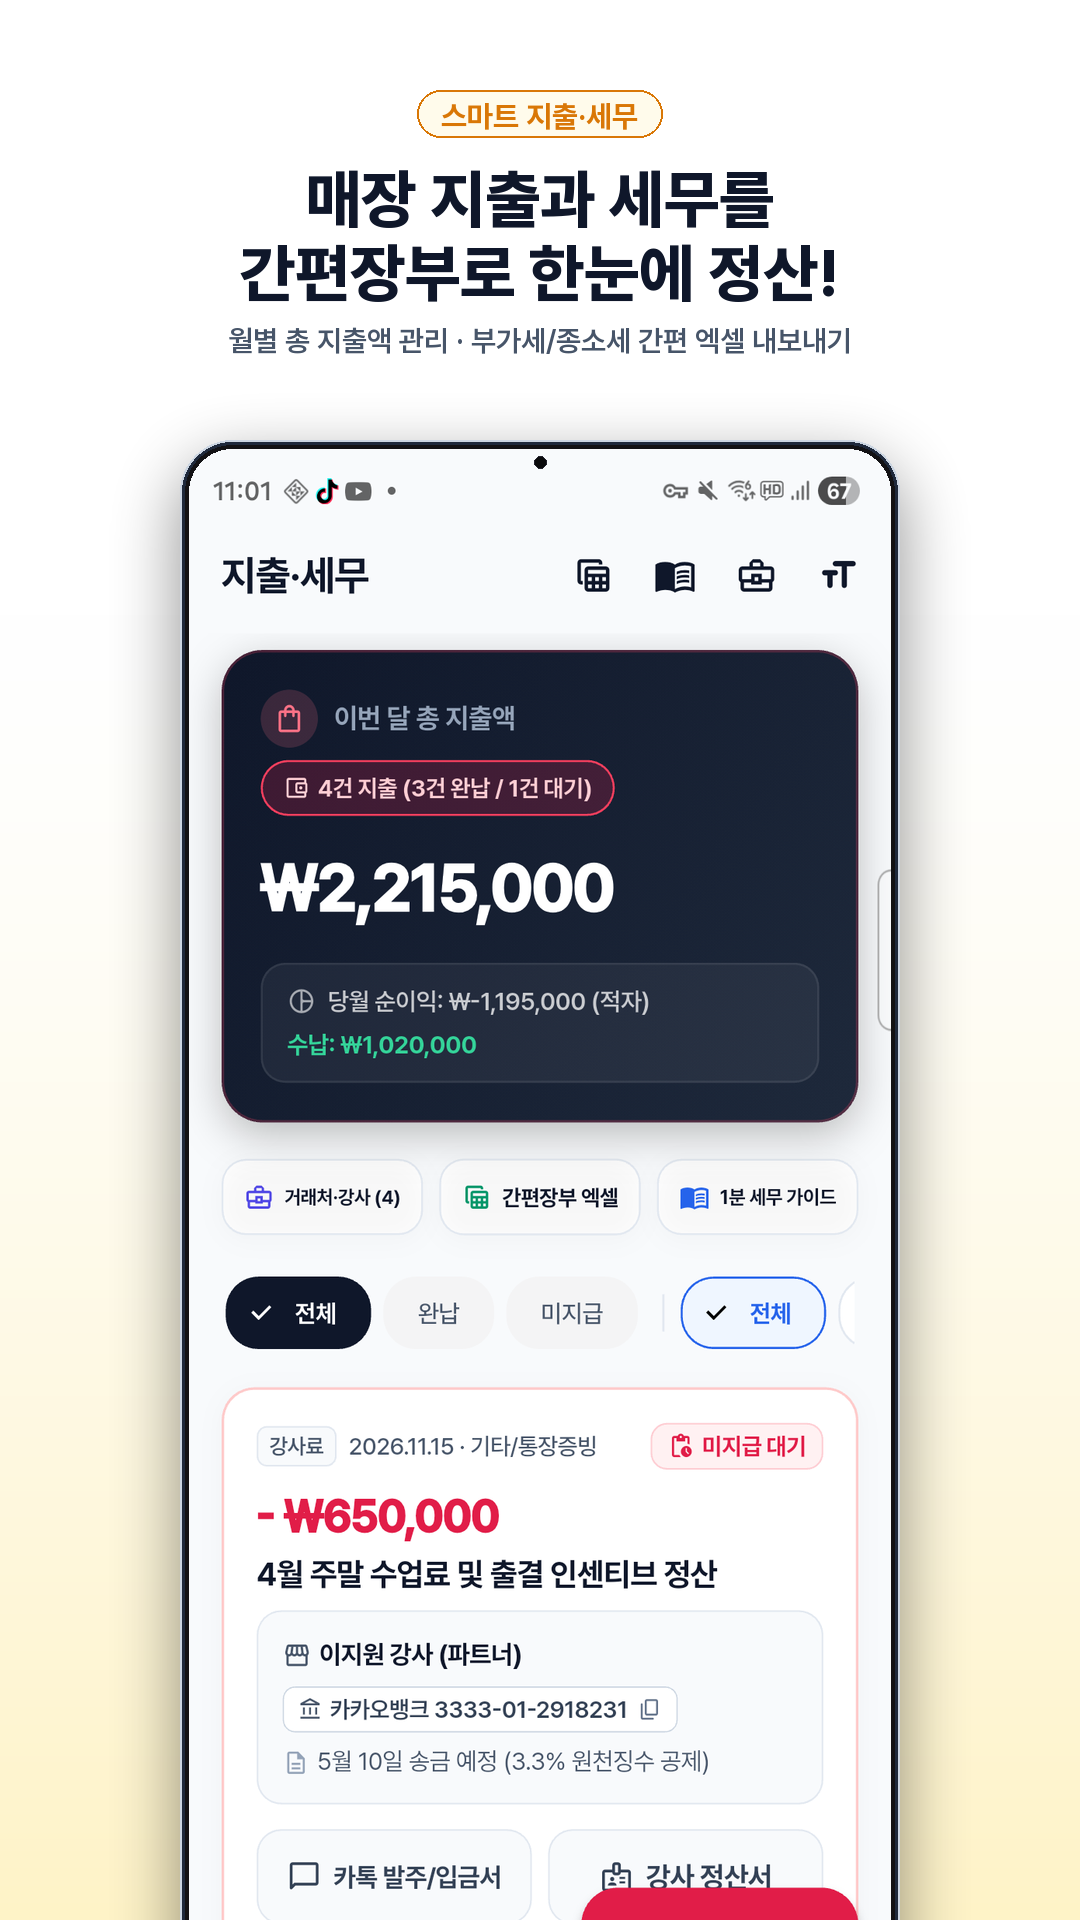 스마트 지출·세무
매장 지출과 세무를
간편장부로 한눈에 정산!
월별 총 지출액 관리 · 부가세/종소세 간편 엑셀 내보내기
11:01
HD
67
지출·세무
이번 달 총 지출액
4건 지출 (3건 완납 / 1건 대기)
₩2,215,000
당월 순이익: ₩-1,195,000 (적자)
수납: ₩1,020,000
거래처·강사 (4)
간편장부 엑셀
1분 세무 가이드
전체
완납
미지급
전체
강사료
2026.11.15 · 기타/통장증빙
미지급 대기
- ₩650,000
4월 주말 수업료 및 출결 인센티브 정산
이지원 강사 (파트너)
카카오뱅크 3333-01-2918231
5월 10일 송금 예정 (3.3% 원천징수 공제)
카톡 발주/입금서
강사 정산서